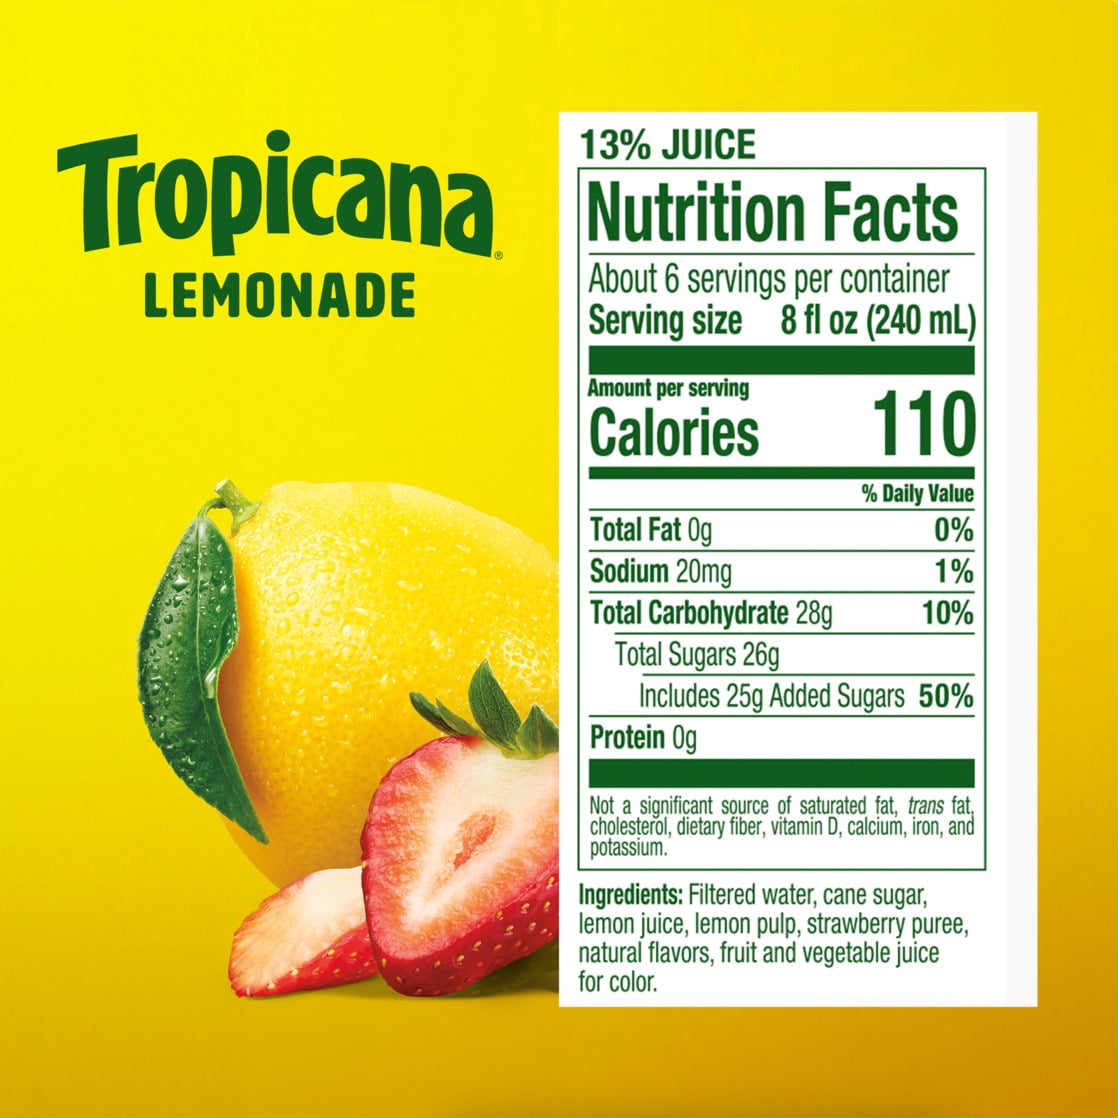 Tropicana®
LEMONADE
13% JUICE
Nutrition Facts
About 6 servings per container
Serving size 8 fl oz (240 mL)
Amount per serving
Calories 110
% Daily Value
Total Fat 0g 0%
Sodium 20mg 1%
Total Carbohydrate 28g 10%
Total Sugars 26g
Includes 25g Added Sugars 50%
Protein 0g
Not a significant source of saturated fat, trans fat,
cholesterol, dietary fiber, vitamin D, calcium, iron, and
potassium.
Ingredients: Filtered water, cane sugar,
lemon juice, lemon pulp, strawberry puree,
natural flavors, fruit and vegetable juice
for color.